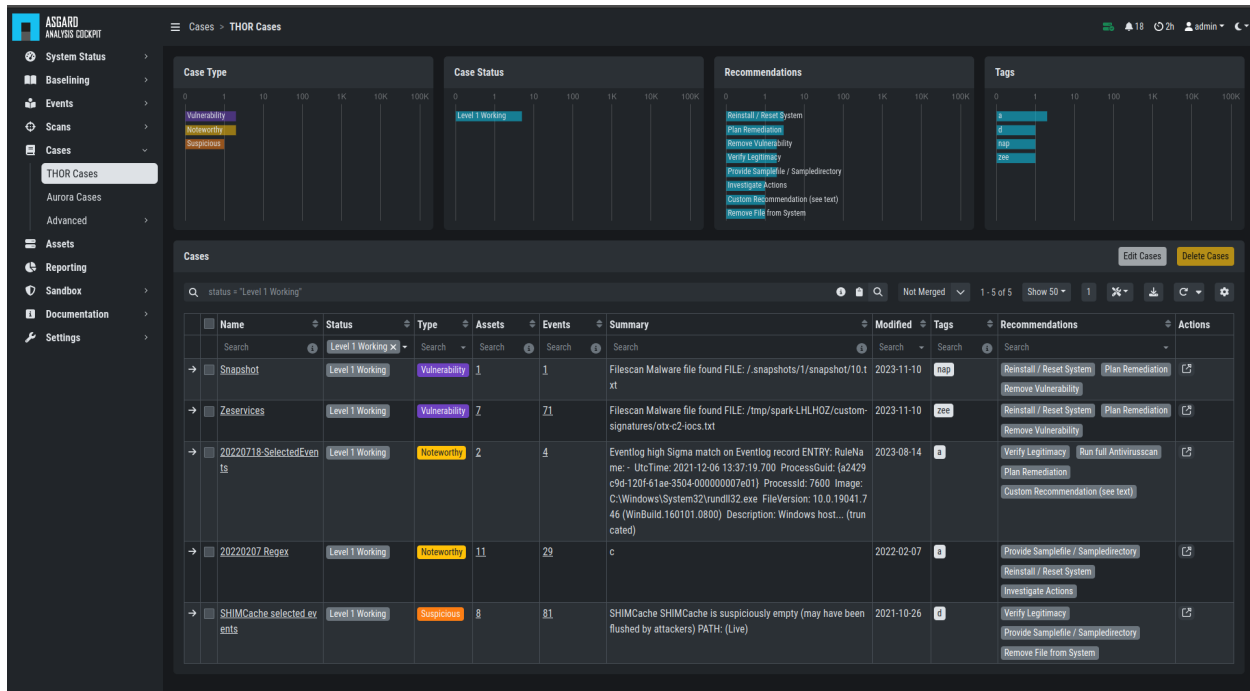 ASGARD
ANALYSIS COCKPIT
Cases > THOR Cases
18 2h admin
System Status
Baselining
Events
Scans
Cases
THOR Cases
Aurora Cases
Advanced
Assets
Reporting
Sandbox
Documentation
Settings
Case Type
0 1 10 100 1K 10K 100K
Vulnerability
Noteworthy
Suspicious
Case Status
0 1 10 100 1K 10K 100K
Level 1 Working
Recommendations
0 1 10 100 1K 10K 100K
Reinstall / Reset System
Plan Remediation
Remove Vulnerability
Verify Legitimacy
Provide Samplefile / Sampledirectory
Investigate Actions
Custom Recommendation (see text)
Remove File from System
Tags
0 1 10 100 1K 10K 100K
a
d
nap
zee
Cases
Edit Cases Delete Cases
status = "Level 1 Working" Not Merged 1 - 5 of 5 Show 50 1
Name Status Type Assets Events Summary Modified Tags Recommendations Actions
Search Level 1 Working Search Search Search Search Search Search Search
Snapshot Level 1 Working Vulnerability 1 1 Filescan Malware file found FILE: /.snapshots/1/snapshot/10.t 2023-11-10 nap Reinstall / Reset System Plan Remediation
xt Remove Vulnerability
Zeservices Level 1 Working Vulnerability 7 71 Filescan Malware file found FILE: /tmp/spark-LHLHOZ/custom- 2023-11-10 zee Reinstall / Reset System Plan Remediation
signatures/otx-c2-iocs.txt Remove Vulnerability
20220718-SelectedEven Level 1 Working Noteworthy 2 4 Eventlog high Sigma match on Eventlog record ENTRY: RuleNa 2023-08-14 a Verify Legitimacy Run full Antivirusscan
ts me: - UtcTime: 2021-12-06 13:37:19.700 ProcessGuid: {a2429 Plan Remediation
c9d-120f-61ae-3504-000000007e01} ProcessId: 7600 Image: Custom Recommendation (see text)
C:\Windows\System32\rundll32.exe FileVersion: 10.0.19041.7
46 (WinBuild.160101.0800) Description: Windows host... (trun
cated)
20220207 Regex Level 1 Working Noteworthy 11 29 c 2022-02-07 a Provide Samplefile / Sampledirectory
Reinstall / Reset System
Investigate Actions
SHIMCache selected ev Level 1 Working Suspicious 8 81 SHIMCache SHIMCache is suspiciously empty (may have been 2021-10-26 d Verify Legitimacy
ents flushed by attackers) PATH: (Live) Provide Samplefile / Sampledirectory
Remove File from System